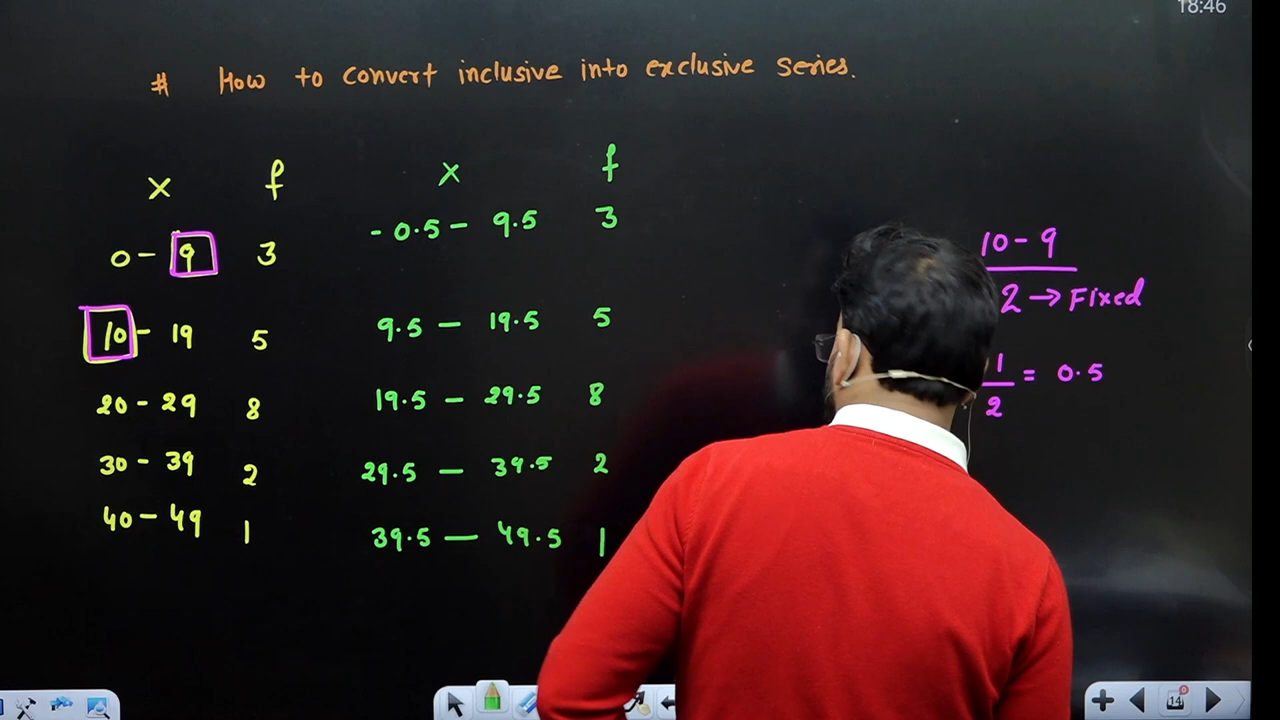 18:46
# How to convert inclusive into exclusive series.
x f
0 - 9 3
10 - 19 5
20 - 29 8
30 - 39 2
40 - 49 1
x f
- 0.5 - 9.5 3
9.5 - 19.5 5
19.5 - 29.5 8
29.5 - 39.5 2
39.5 - 49.5 1
10 - 9
2 → Fixed
1
2
= 0.5
14